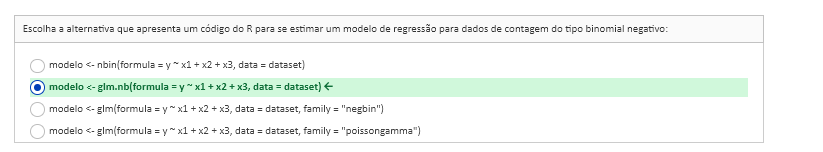 Escolha a alternativa que apresenta um código do R para se estimar um modelo de regressão para dados de contagem do tipo binomial negativo:
modelo <- nbin(formula = y ~ x1 + x2 + x3, data = dataset)
modelo <- glm.nb(formula = y ~ x1 + x2 + x3, data = dataset) ←
modelo <- glm(formula = y ~ x1 + x2 + x3, data = dataset, family = "negbin")
modelo <- glm(formula = y ~ x1 + x2 + x3, data = dataset, family = "poissongamma")